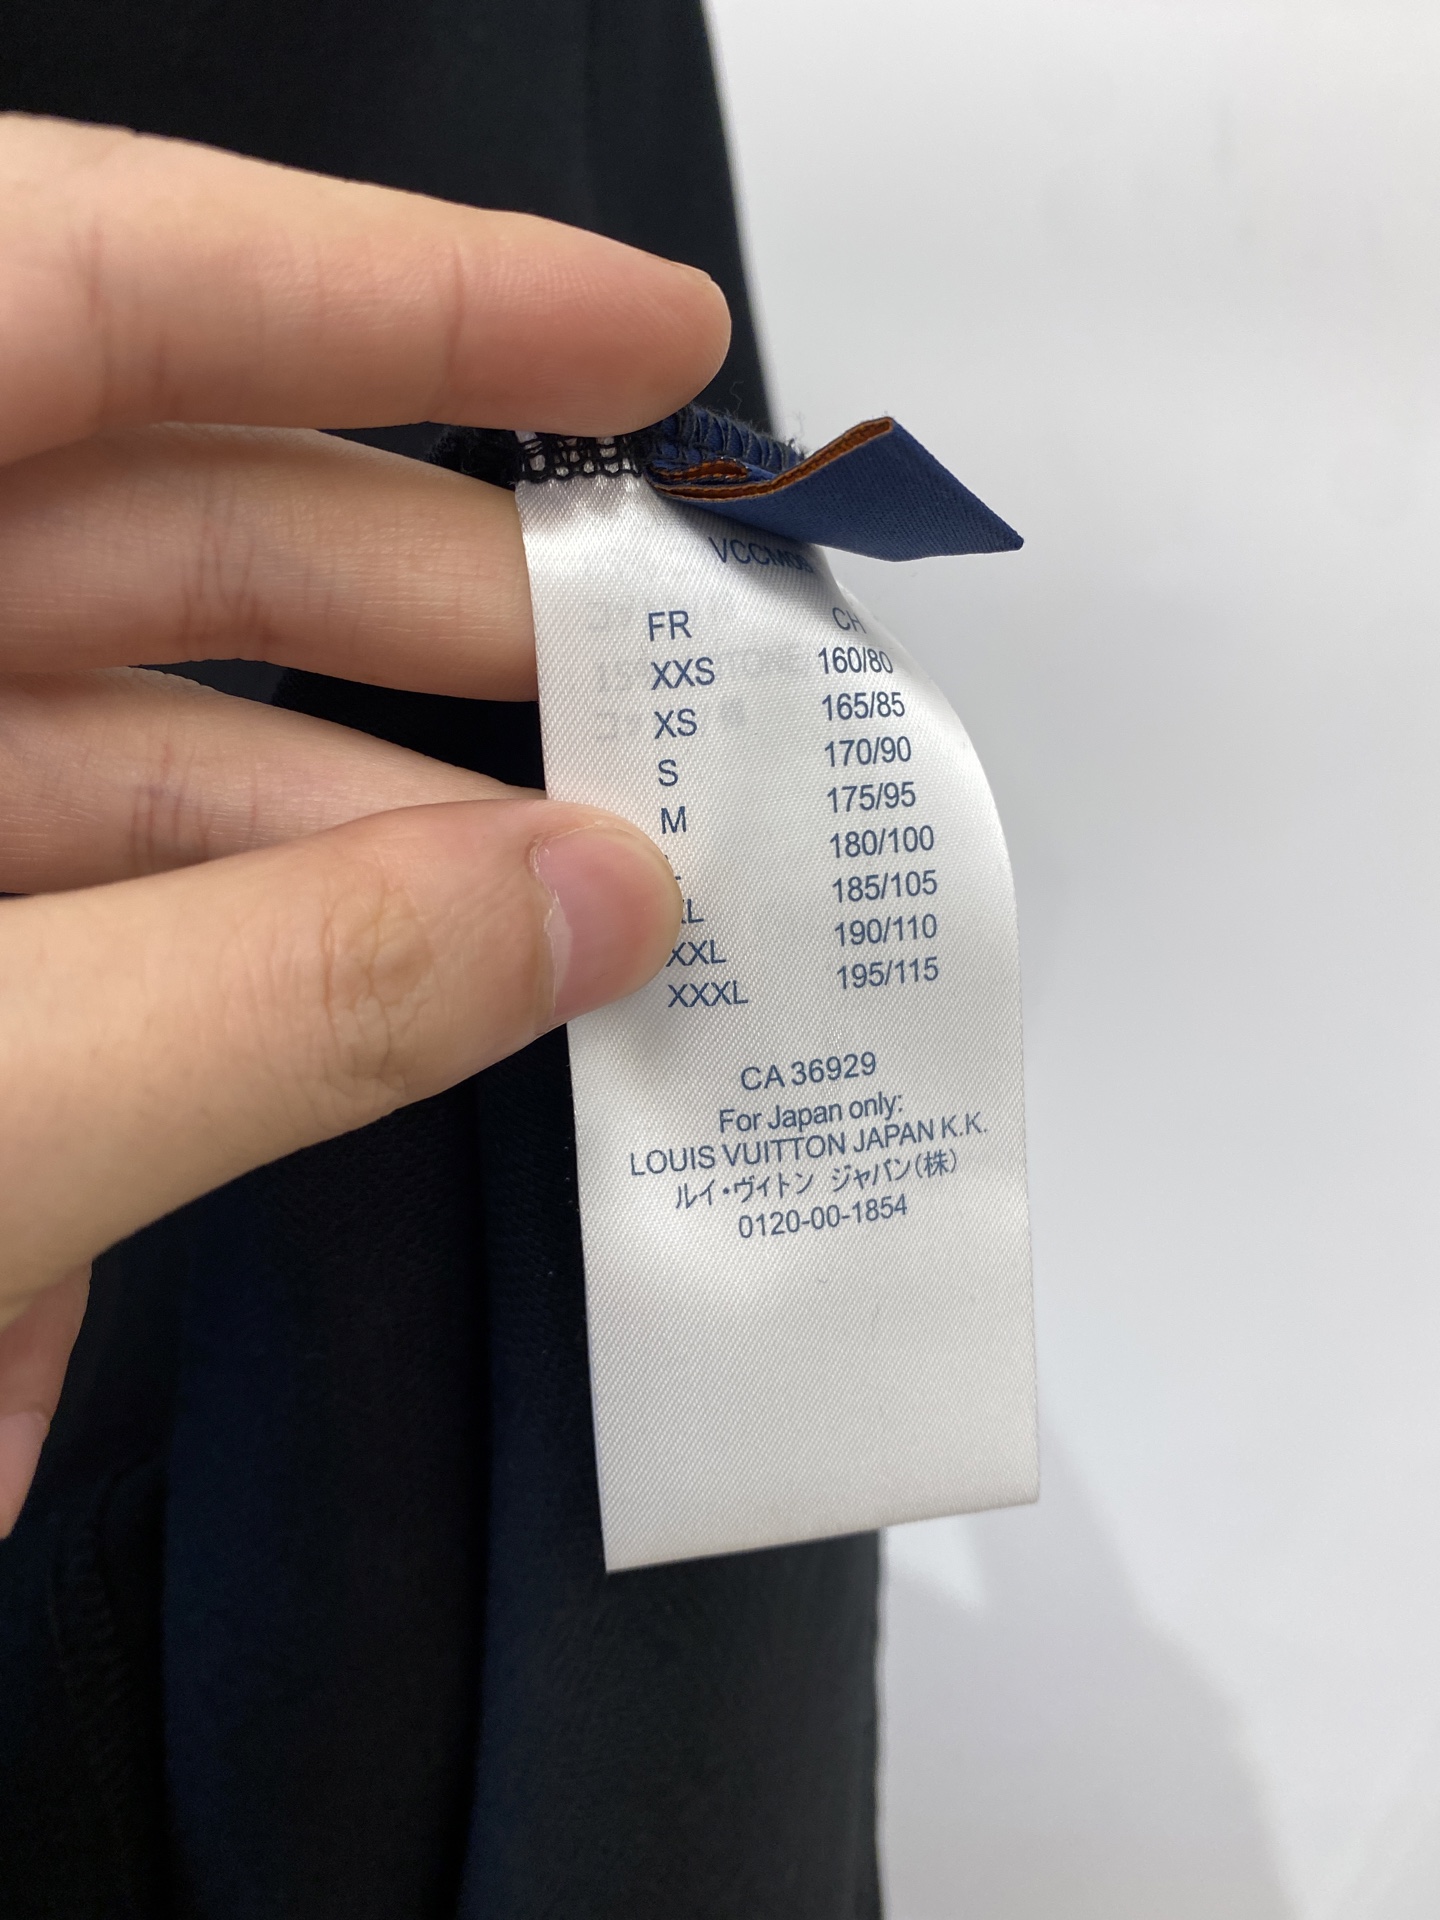 FR CH
XXS 160/80
XS 165/85
S 170/90
M 175/95
180/100
185/105
XXL 190/110
XXXL 195/115
CA 36929
For Japan only:
LOUIS VUITTON JAPAN K.K.
ルイ・ヴィトン ジャパン(株)
0120-00-1854